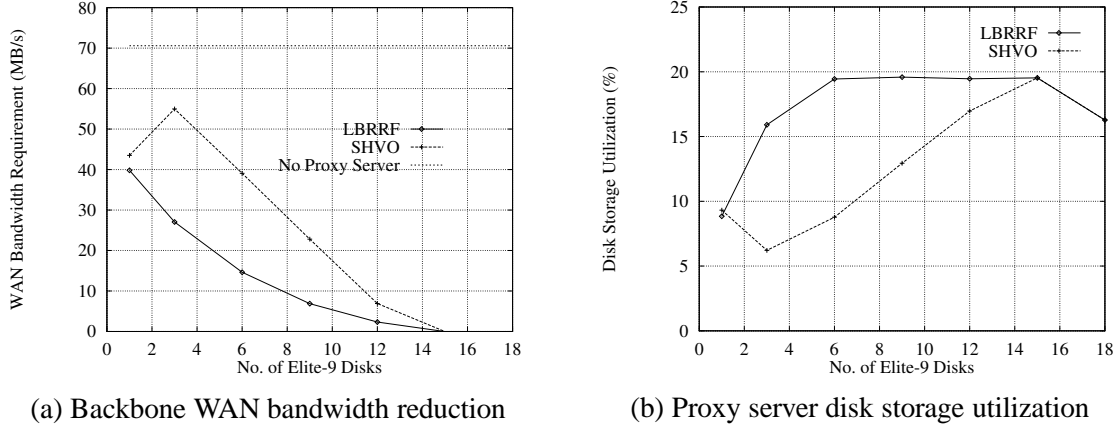 WAN Bandwidth Requirement (MB/s)
80
70
60
50
40
30
20
10
0
LBRRF
SHVO
No Proxy Server
0 2 4 6 8 10 12 14 16 18
No. of Elite-9 Disks
(a) Backbone WAN bandwidth reduction
Disk Storage Utilization (%)
25
20
15
10
5
0
LBRRF
SHVO
0 2 4 6 8 10 12 14 16 18
No. of Elite-9 Disks
(b) Proxy server disk storage utilization